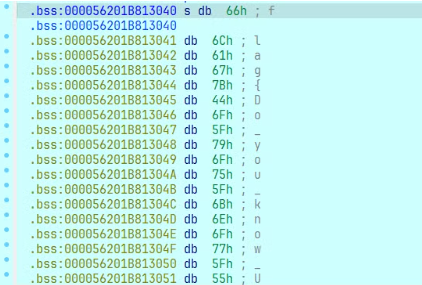 .bss:000056201B813040 s db 66h ; f
.bss:000056201B813040
.bss:000056201B813041 db 6Ch ; l
.bss:000056201B813042 db 61h ; a
.bss:000056201B813043 db 67h ; g
.bss:000056201B813044 db 7Bh ; {
.bss:000056201B813045 db 44h ; D
.bss:000056201B813046 db 6Fh ; o
.bss:000056201B813047 db 5Fh ; _
.bss:000056201B813048 db 79h ; y
.bss:000056201B813049 db 6Fh ; o
.bss:000056201B81304A db 75h ; u
.bss:000056201B81304B db 5Fh ; _
.bss:000056201B81304C db 6Bh ; k
.bss:000056201B81304D db 6Eh ; n
.bss:000056201B81304E db 6Fh ; o
.bss:000056201B81304F db 77h ; w
.bss:000056201B813050 db 5Fh ; _
.bss:000056201B813051 db 55h ; U